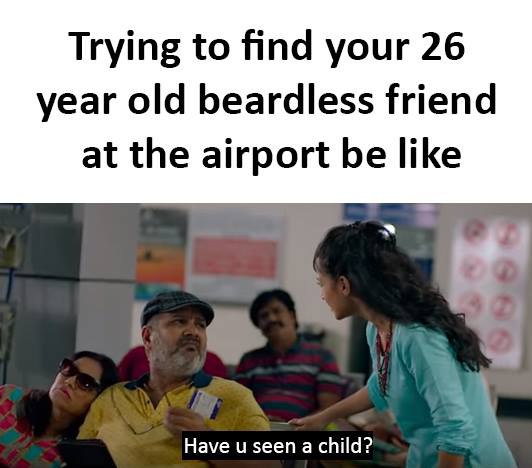 Trying to find your 26
year old beardless friend
at the airport be like
Have u seen a child?